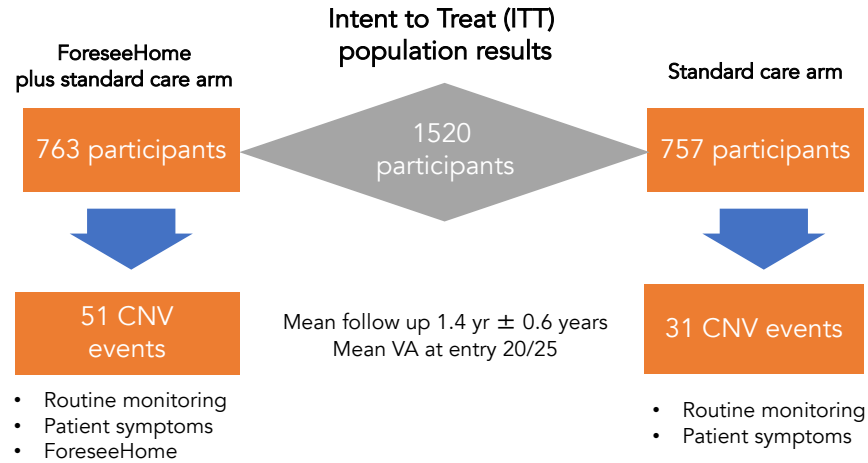 Intent to Treat (ITT)
population results
ForeseeHome
plus standard care arm
Standard care arm
763 participants
1520
participants
757 participants
51 CNV
events
Mean follow up 1.4 yr ± 0.6 years
Mean VA at entry 20/25
31 CNV events
• Routine monitoring
• Patient symptoms
• ForeseeHome
• Routine monitoring
• Patient symptoms